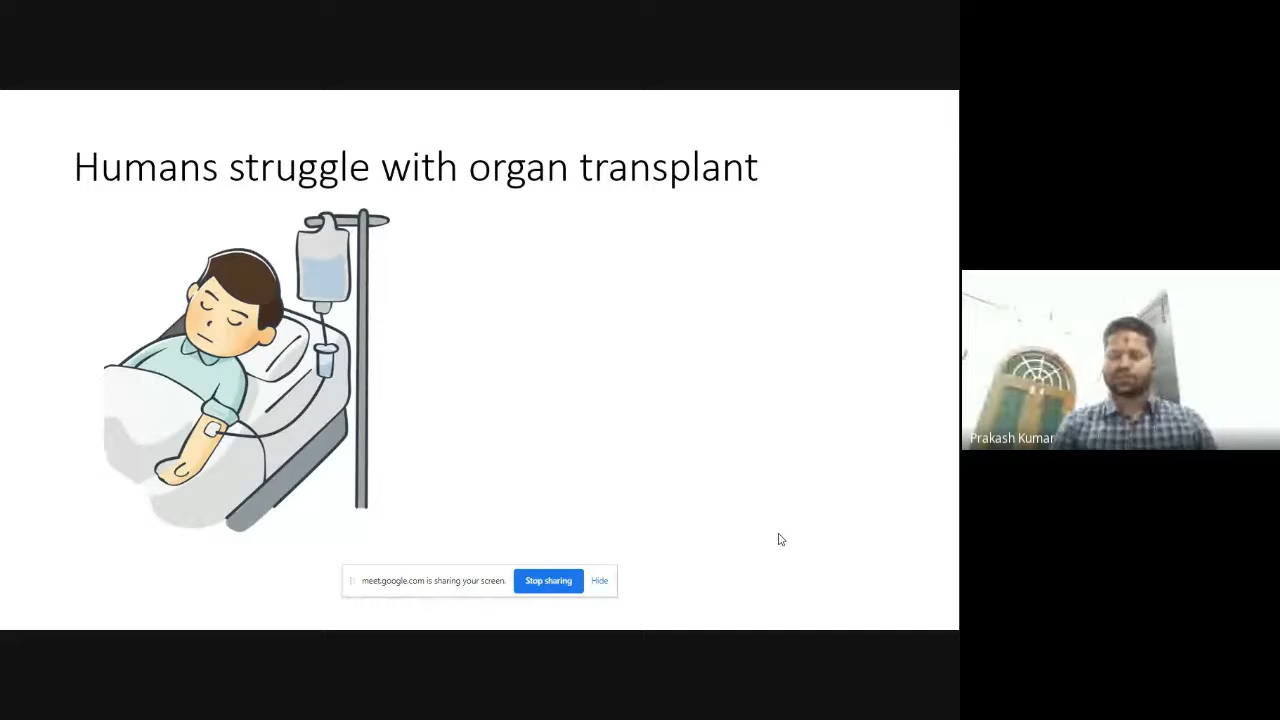 Humans struggle with organ transplant
Prakash Kumar
meet.google.com is sharing your screen.
Stop sharing
Hide